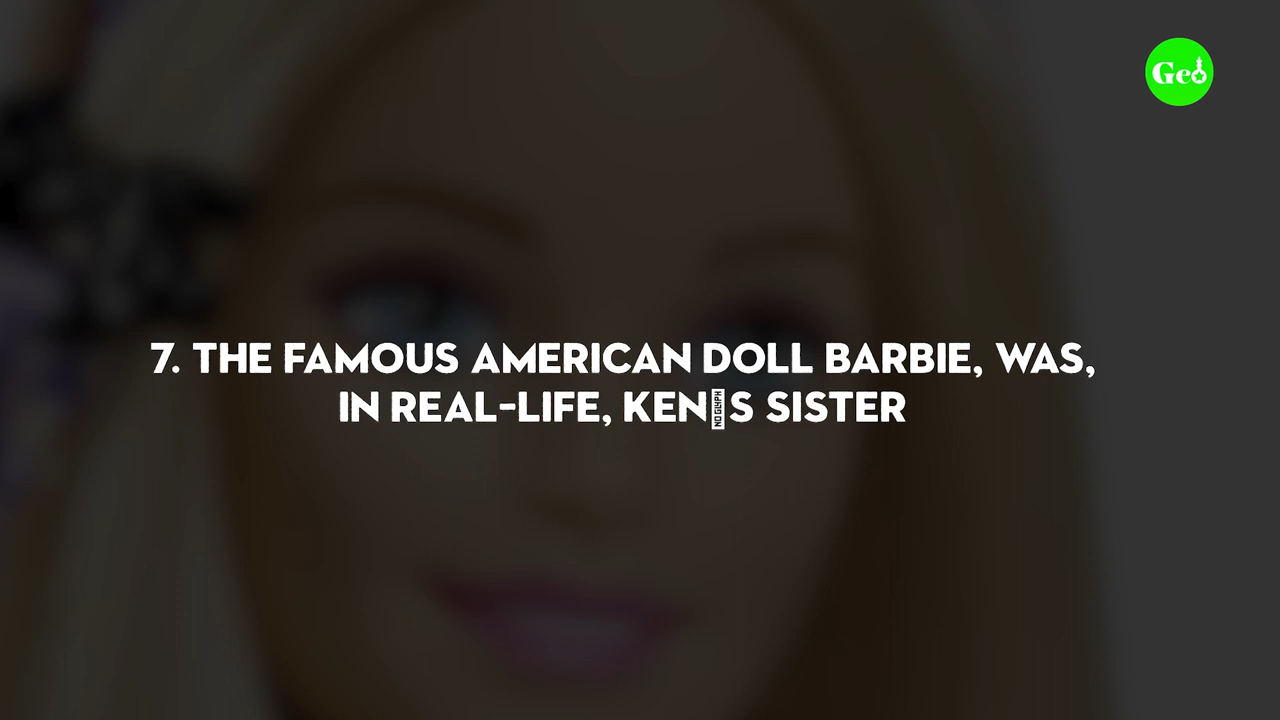 Geo
7. THE FAMOUS AMERICAN DOLL BARBIE, WAS,
IN REAL-LIFE, KEN▯S SISTER